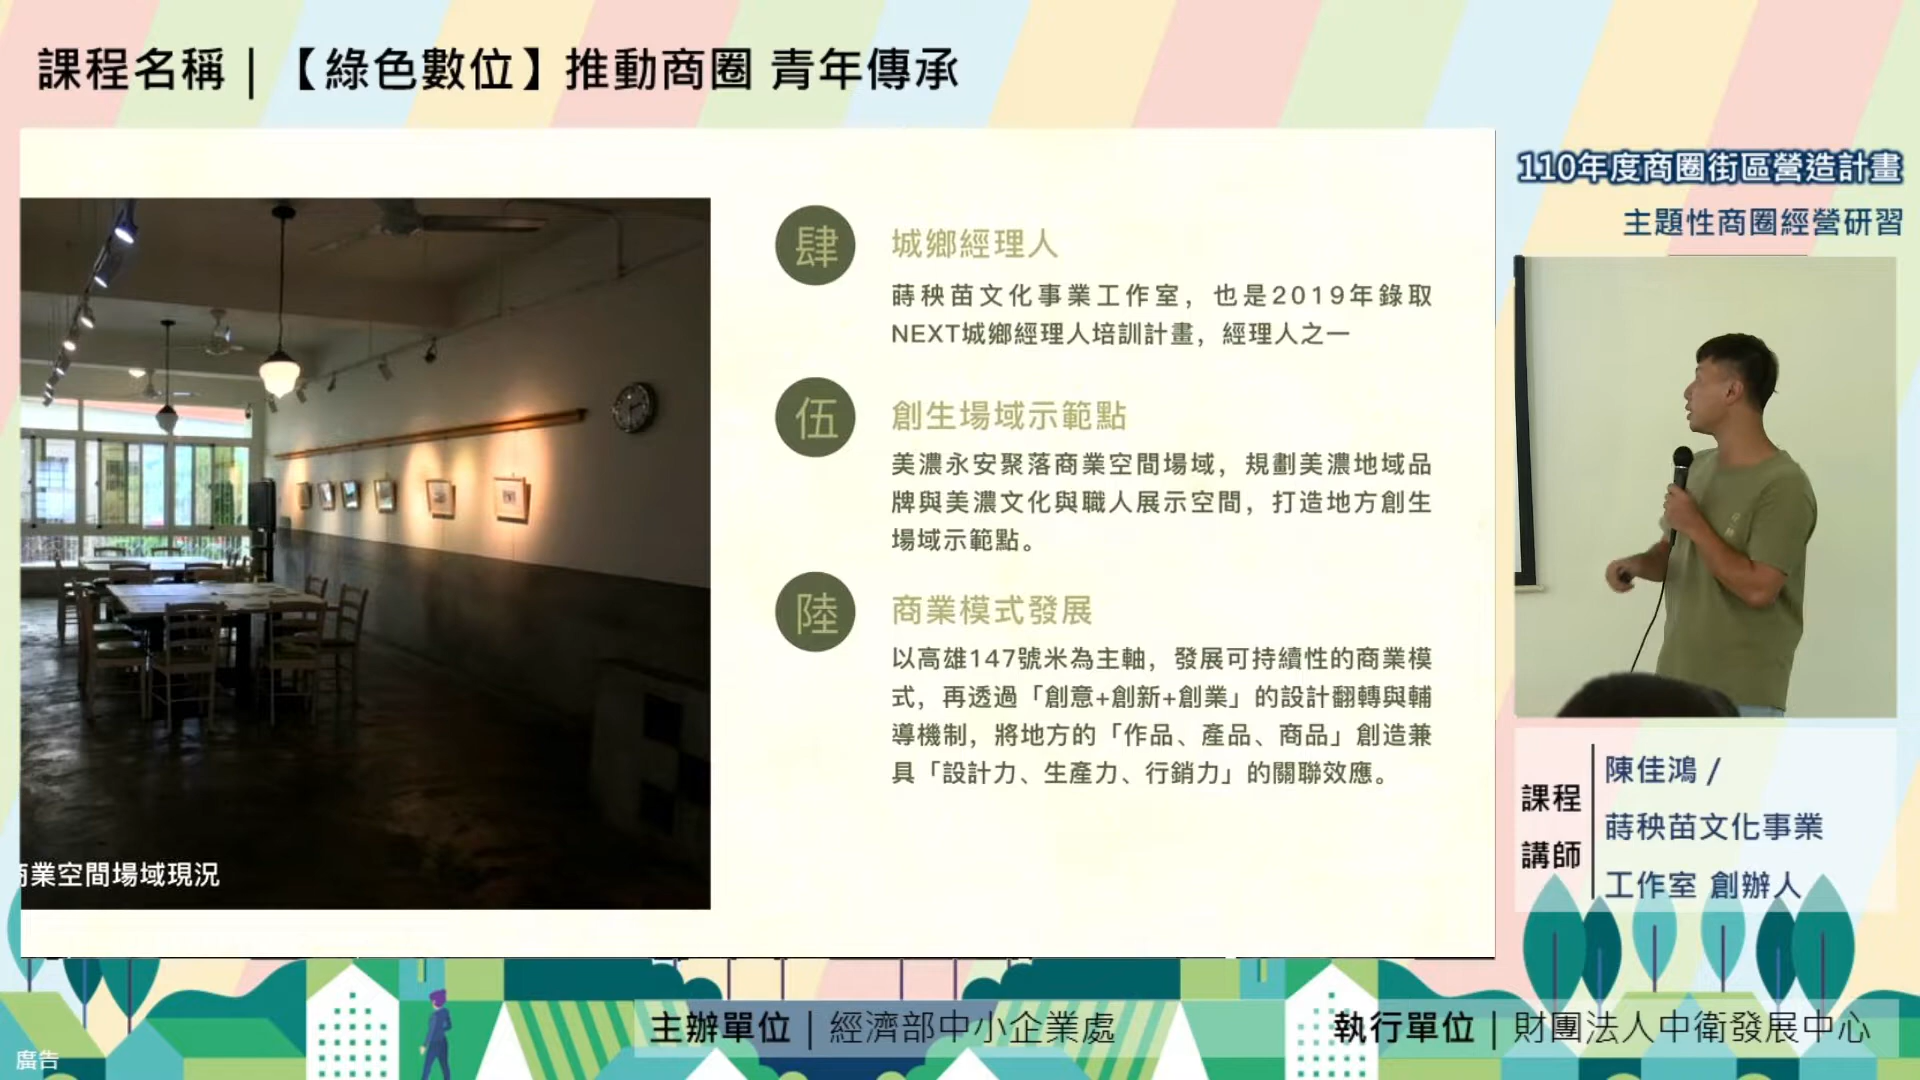 課程名稱｜【綠色數位】推動商圈 青年傳承
110年度商圈街區營造計畫
主題性商圈經營研習
肆
城鄉經理人
蒔秧苗文化事業工作室，也是2019年錄取
NEXT城鄉經理人培訓計畫，經理人之一
伍
創生場域示範點
美濃永安聚落商業空間場域，規劃美濃地域品
牌與美濃文化與職人展示空間，打造地方創生
場域示範點。
陸
商業模式發展
以高雄147號米為主軸，發展可持續性的商業模
式，再透過「創意+創新+創業」的設計翻轉與輔
導機制，將地方的「作品、產品、商品」創造兼
具「設計力、生產力、行銷力」的關聯效應。
商業空間場域現況
課程
講師
陳佳鴻 /
蒔秧苗文化事業
工作室 創辦人
主辦單位｜經濟部中小企業處
執行單位｜財團法人中衛發展中心
廣告